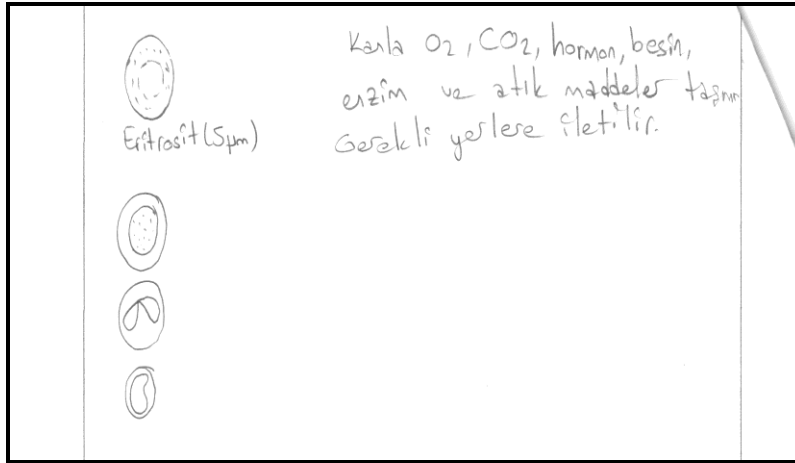 Kanla O2, CO2, hormon, besin,
enzim ve atık maddeler taşınır
Gerekli yerlere iletilir.
Eritrosit (5µm)